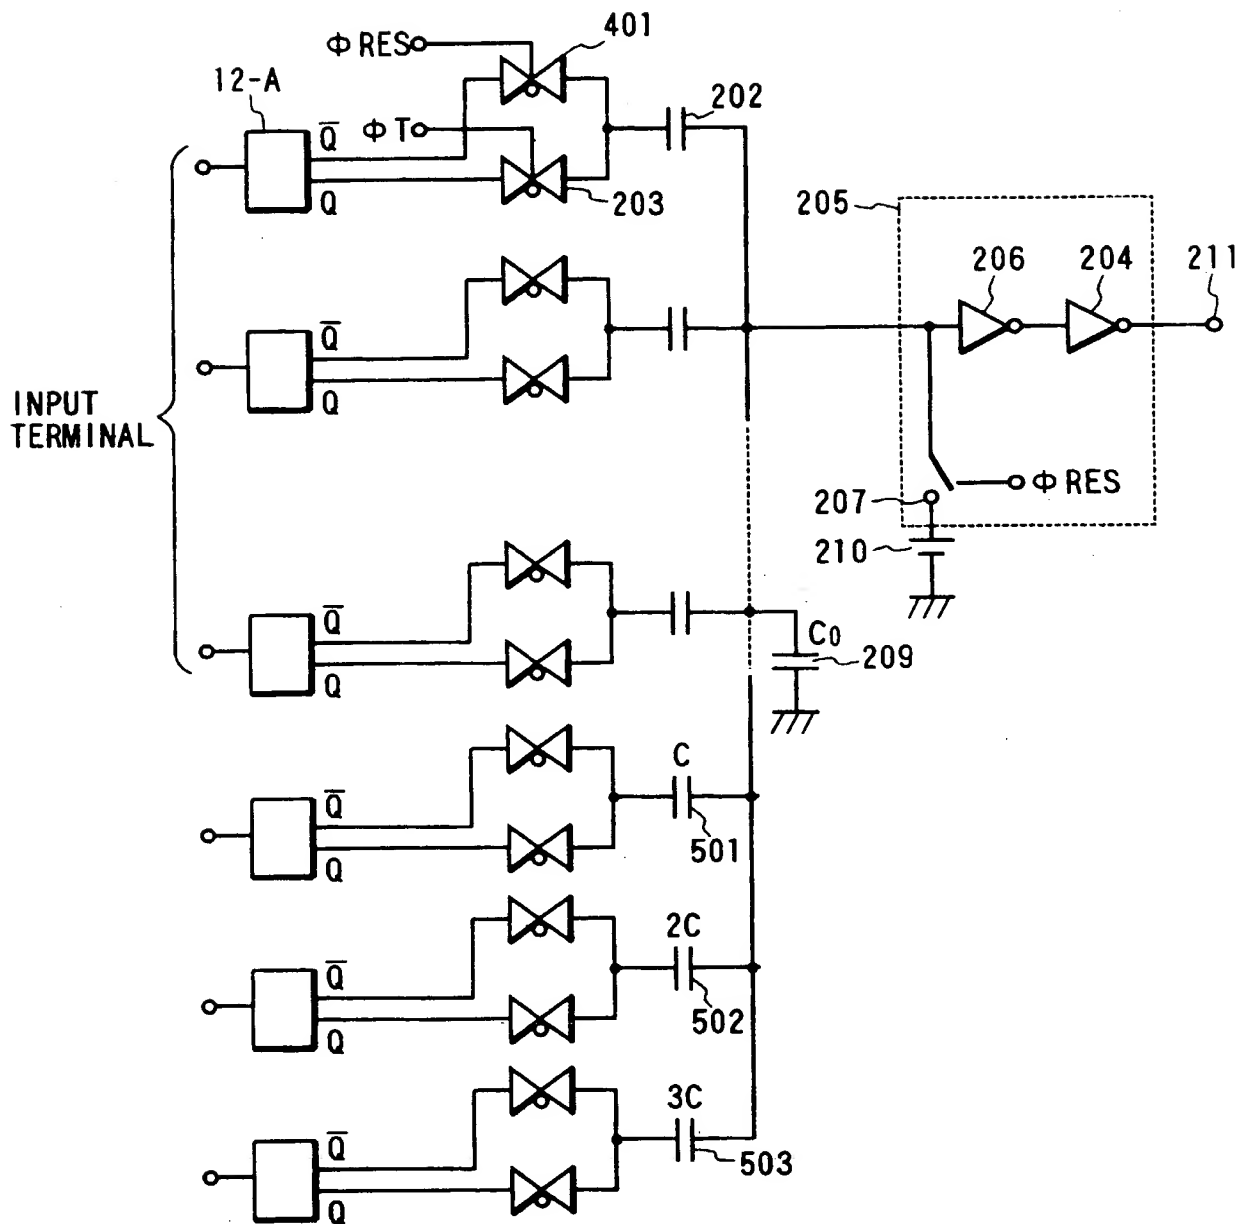 ΦRES
401
12-A
202
Q̅
ΦT
Q
203
205
206
204
211
Q̅
Q
INPUT
TERMINAL
207
ΦRES
210
Q̅
Q
C0
209
Q̅
Q
C
501
Q̅
Q
2C
502
Q̅
Q
3C
503